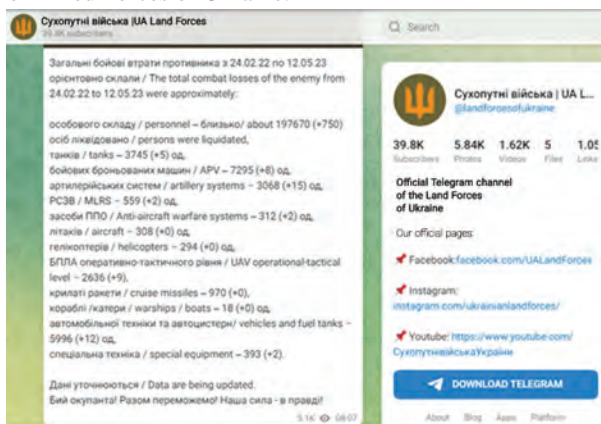 Сухопутні війська |UA Land Forces
39.8K subscribers
Search
Загальні бойові втрати противника з 24.02.22 по 12.05.23
орієнтовно склали / The total combat losses of the enemy from
24.02.22 to 12.05.23 were approximately:
особового складу / personnel – близько/ about 197670 (+750)
осіб ліквідовано / persons were liquidated,
танків / tanks – 3745 (+5) од,
бойових броньованих машин / APV – 7295 (+8) од,
артилерійських систем / artillery systems – 3068 (+15) од,
РСЗВ / MLRS – 559 (+2) од,
засоби ППО / Anti-aircraft warfare systems – 312 (+2) од,
літаків / aircraft – 308 (+0) од,
гелікоптерів / helicopters – 294 (+0) од,
БПЛА оперативно-тактичного рівня / UAV operational-tactical
level – 2636 (+9),
крилаті ракети / cruise missiles – 970 (+0),
кораблі /катери / warships / boats – 18 (+0) од,
автомобільної техніки та автоцистерн/ vehicles and fuel tanks –
5996 (+12) од,
спеціальна техніка / special equipment – 393 (+2).
Дані уточнюються / Data are being updated.
Бий окупанта! Разом переможемо! Наша сила - в правді!
5.1K 08:07
Сухопутні війська | UA L...
@landforcesofukraine
39.8K 5.84K 1.62K 5 1.05
Subscribers Photos Videos Files Links
Official Telegram channel
of the Land Forces
of Ukraine
Our official pages:
Facebook:facebook.com/UALandForces
Instagram:
instagram.com/ukrainianlandforces/
Youtube: https://www.youtube.com/
СухопутнівійськаУкраїни
DOWNLOAD TELEGRAM
About Blog Apps Platform